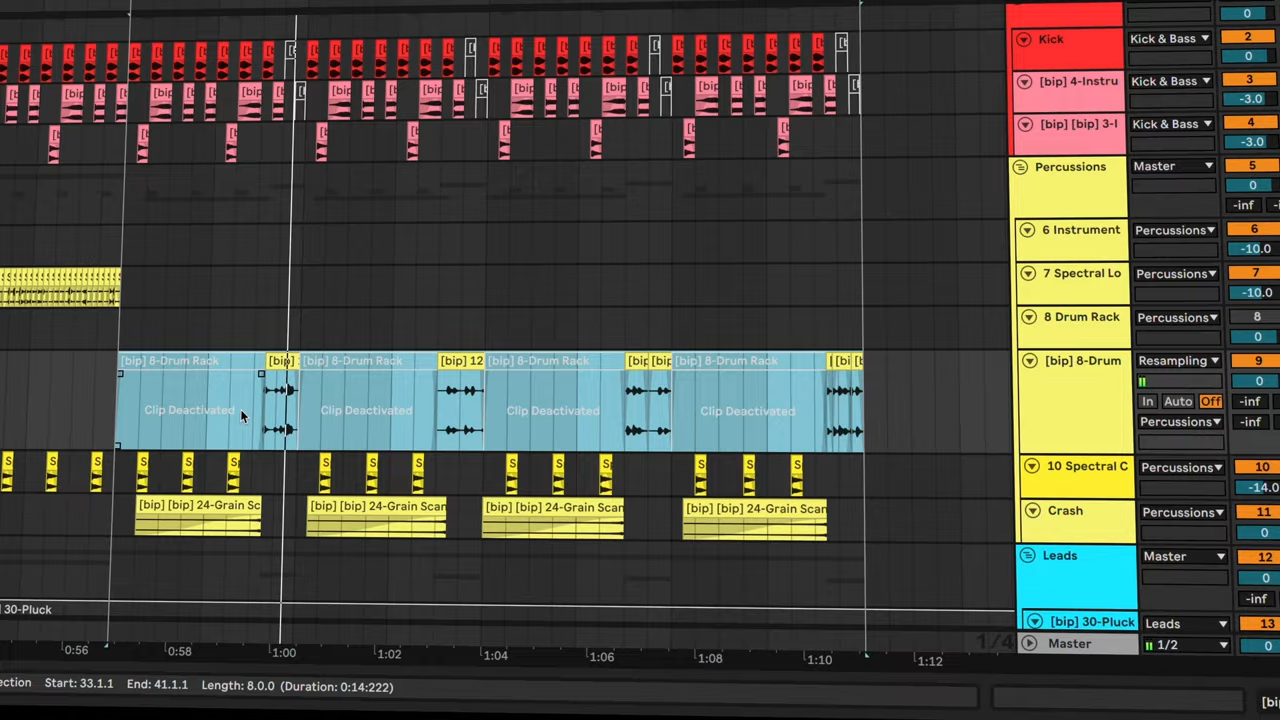 0
Kick Kick & Bass 2
0
[bip] 4-Instru Kick & Bass 3
-3.0
[bip] [bip] 3-I Kick & Bass 4
-3.0
Percussions Master 5
0
-inf
6 Instrument Percussions 6
-10.0
7 Spectral Lo Percussions 7
-10.0
8 Drum Rack Percussions 8
0
[bip] 8-Drum Rack [bip] [bip] 8-Drum Rack [bip] 12 [bip] 8-Drum Rack [bip [bip [bip] 8-Drum Rack [bi [b
[bip] 8-Drum Resampling 9
0
In Auto Off -inf
Clip Deactivated Clip Deactivated Clip Deactivated Clip Deactivated
Percussions -inf
S S S S S S S S S S S S S S S
10 Spectral C Percussions 10
-14.0
[bip] [bip] 24-Grain Sc [bip] [bip] 24-Grain Scan [bip] [bip] 24-Grain Scan [bip] [bip] 24-Grain Scan
Crash Percussions 11
0
Leads Master 12
0
-inf
30-Pluck
[bip] 30-Pluck Leads 13
1/4
Master 1/2 0
0:56 0:58 1:00 1:02 1:04 1:06 1:08 1:10 1:12
ection Start: 33.1.1 End: 41.1.1 Length: 8.0.0 (Duration: 0:14:222)
[bi